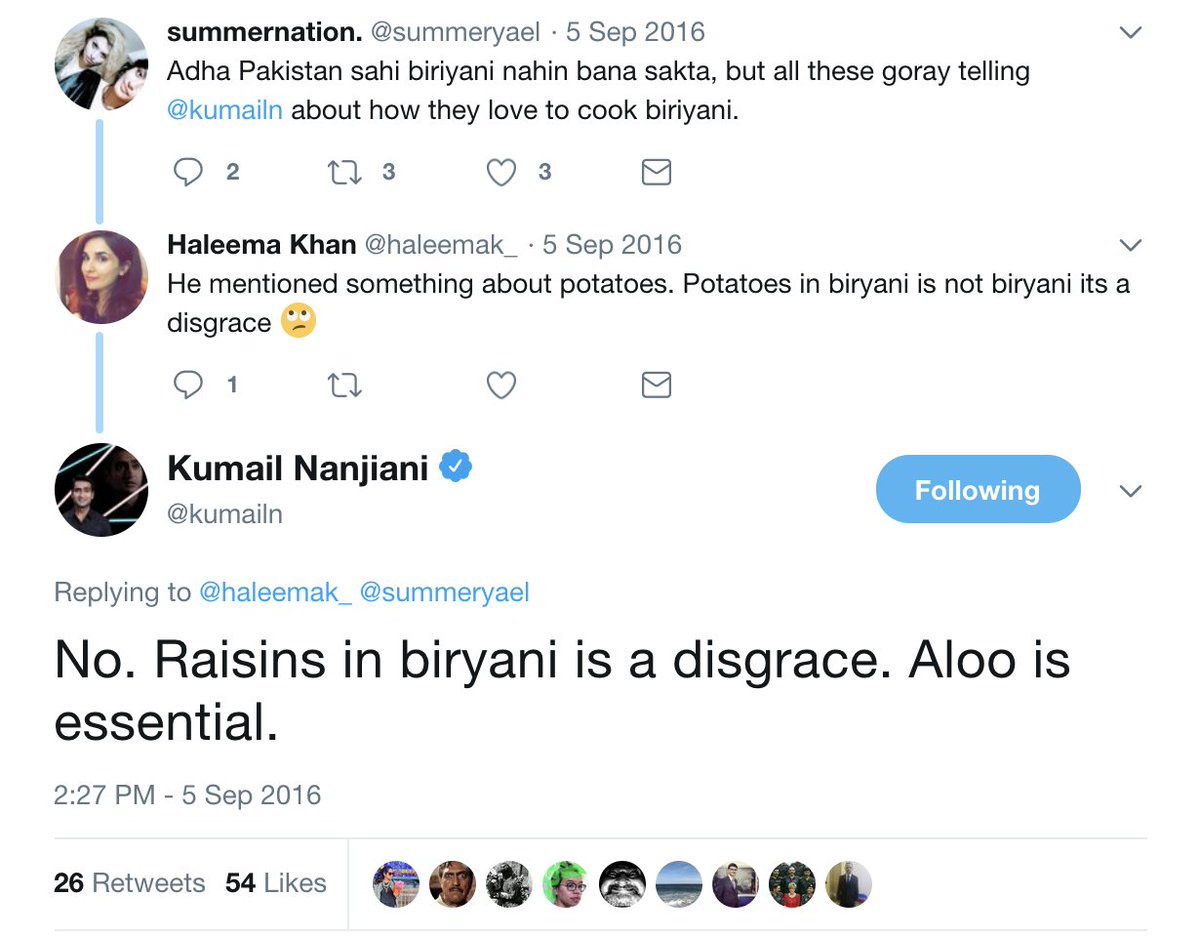 summernation. @summeryael · 5 Sep 2016
Adha Pakistan sahi biriyani nahin bana sakta, but all these goray telling
@kumailn about how they love to cook biriyani.
2 3 3
Haleema Khan @haleemak_ · 5 Sep 2016
He mentioned something about potatoes. Potatoes in biryani is not biryani its a
disgrace 🙄
1
Kumail Nanjiani
@kumailn
Following
Replying to @haleemak_ @summeryael
No. Raisins in biryani is a disgrace. Aloo is
essential.
2:27 PM - 5 Sep 2016
26 Retweets 54 Likes